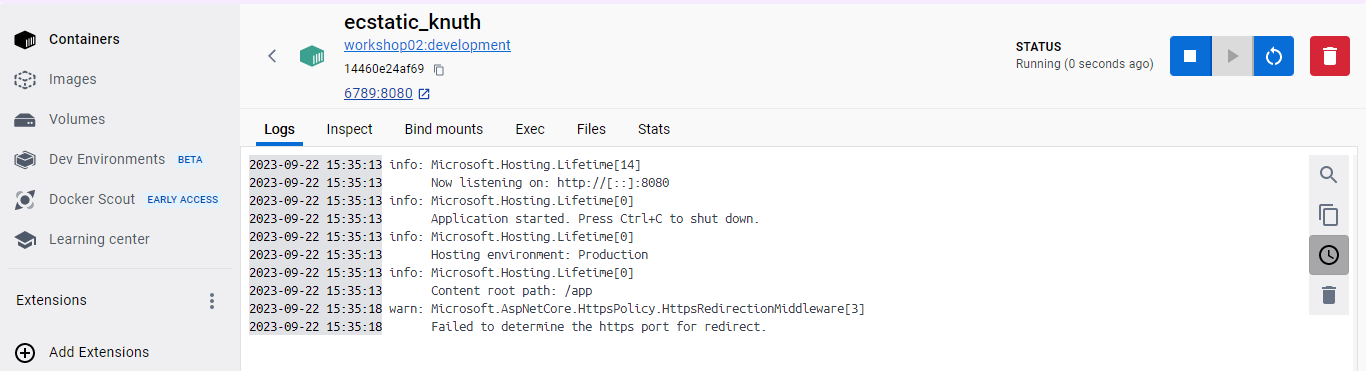 Containers
Images
Volumes
Dev Environments BETA
Docker Scout EARLY ACCESS
Learning center
Extensions
Add Extensions
ecstatic_knuth
workshop02:development
14460e24af69
6789:8080
STATUS
Running (0 seconds ago)
Logs Inspect Bind mounts Exec Files Stats
2023-09-22 15:35:13 info: Microsoft.Hosting.Lifetime[14]
2023-09-22 15:35:13 Now listening on: http://[::]:8080
2023-09-22 15:35:13 info: Microsoft.Hosting.Lifetime[0]
2023-09-22 15:35:13 Application started. Press Ctrl+C to shut down.
2023-09-22 15:35:13 info: Microsoft.Hosting.Lifetime[0]
2023-09-22 15:35:13 Hosting environment: Production
2023-09-22 15:35:13 info: Microsoft.Hosting.Lifetime[0]
2023-09-22 15:35:13 Content root path: /app
2023-09-22 15:35:18 warn: Microsoft.AspNetCore.HttpsPolicy.HttpsRedirectionMiddleware[3]
2023-09-22 15:35:18 Failed to determine the https port for redirect.